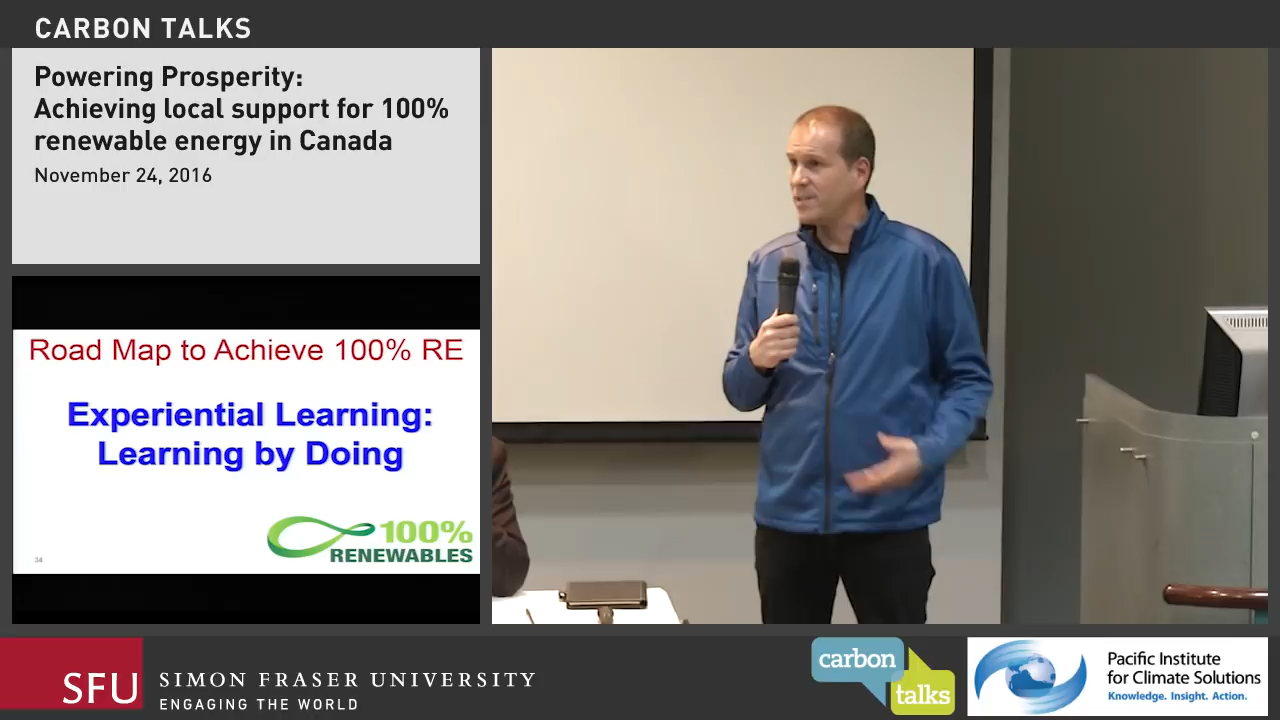 CARBON TALKS
Powering Prosperity:
Achieving local support for 100%
renewable energy in Canada
November 24, 2016
Road Map to Achieve 100% RE
Experiential Learning:
Learning by Doing
100%
RENEWABLES
34
SFU
SIMON FRASER UNIVERSITY
ENGAGING THE WORLD
carbon
talks
Pacific Institute
for Climate Solutions
Knowledge. Insight. Action.